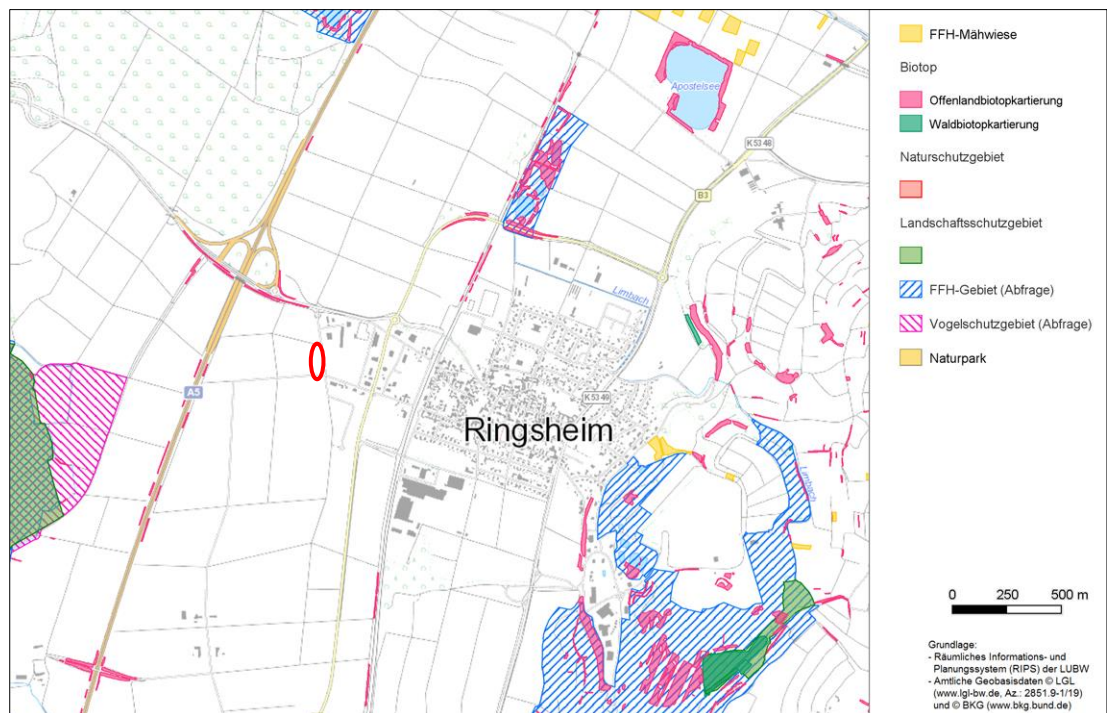 Apostelsee
K 5348
B3
Limbach
A5
K 5349
Ringsheim
Limbach
FFH-Mähwiese
Biotop
Offenlandbiotopkartierung
Waldbiotopkartierung
Naturschutzgebiet
Landschaftsschutzgebiet
FFH-Gebiet (Abfrage)
Vogelschutzgebiet (Abfrage)
Naturpark
0 250 500 m
Grundlage:
- Räumliches Informations- und
Planungssystem (RIPS) der LUBW
- Amtliche Geobasisdaten © LGL
(www.lgl-bw.de, Az.: 2851.9-1/19)
und © BKG (www.bkg.bund.de)